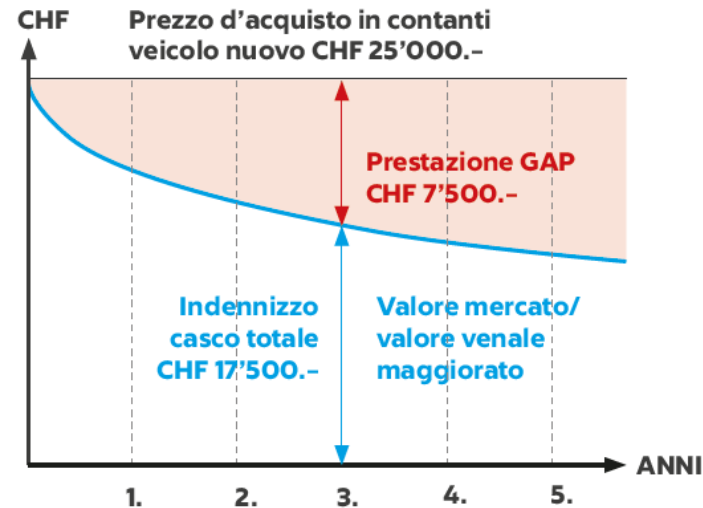 CHF
Prezzo d’acquisto in contanti
veicolo nuovo CHF 25’000.–
Prestazione GAP
CHF 7’500.–
Indennizzo
casco totale
CHF 17’500.–
Valore mercato/
valore venale
maggiorato
ANNI
1.
2.
3.
4.
5.